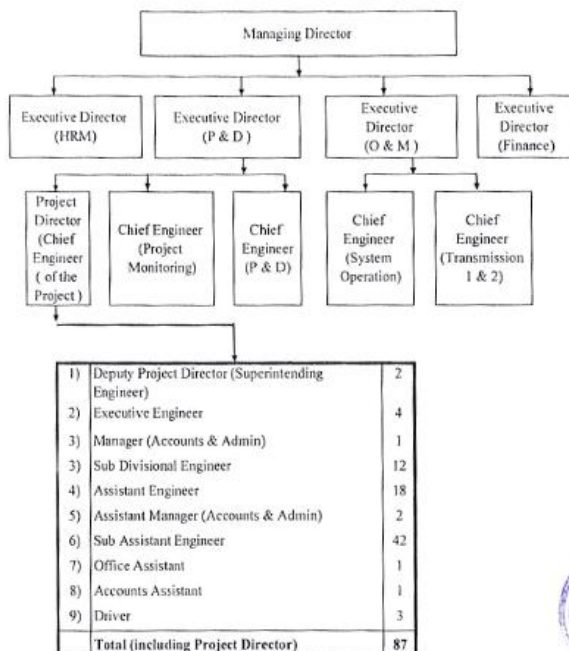 Managing Director
Executive Director
(HRM)
Executive Director
(P & D)
Executive
Director
(O & M )
Executive
Director
(Finance)
Project
Director
(Chief
Engineer
( of the
Project )
Chief Engineer
(Project
Monitoring)
Chief
Engineer
(P & D)
Chief
Engineer
(System
Operation)
Chief
Engineer
(Transmission
1 & 2)
1) Deputy Project Director (Superintending 2
Engineer)
2) Executive Engineer 4
3) Manager (Accounts & Admin) 1
3) Sub Divisional Engineer 12
4) Assistant Engineer 18
5) Assistant Manager (Accounts & Admin) 2
6) Sub Assistant Engineer 42
7) Office Assistant 1
8) Accounts Assistant 1
9) Driver 3
Total (including Project Director) 87